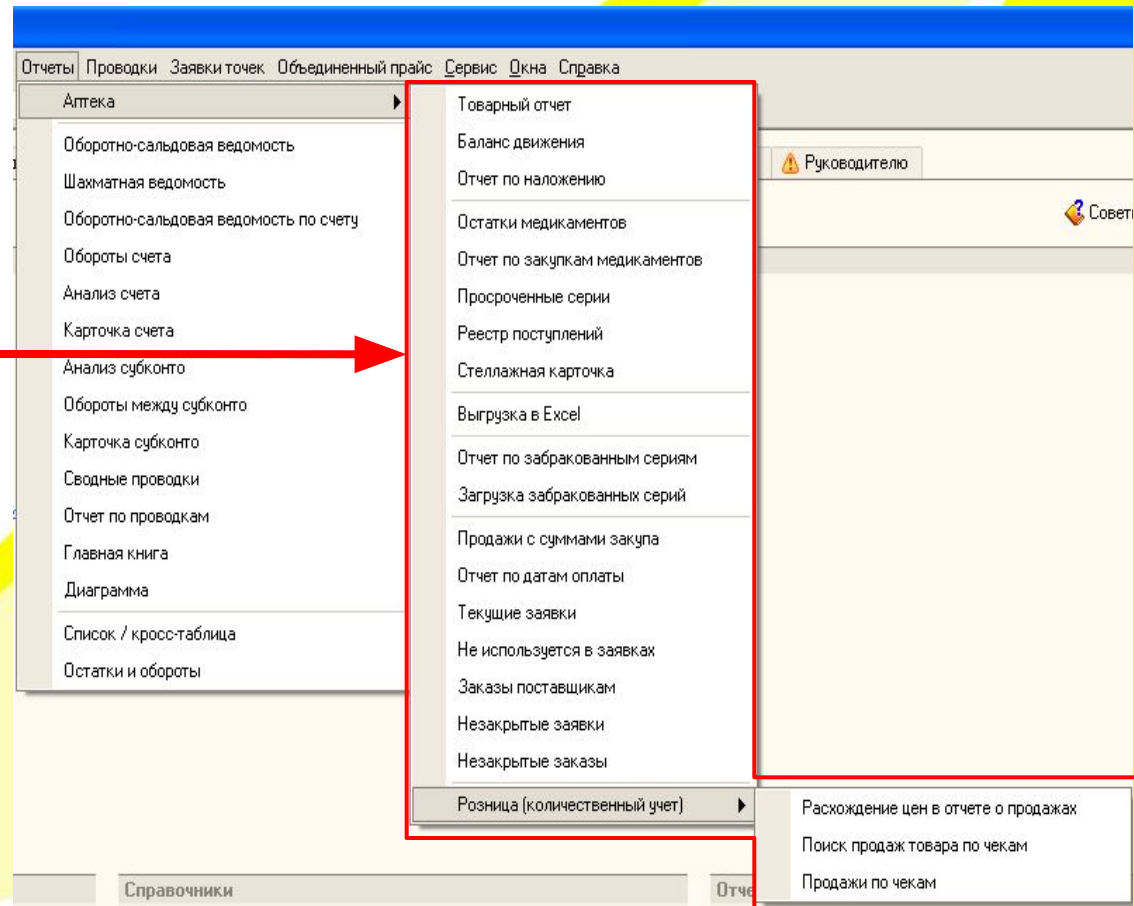 Отчеты Проводки Заявки точек Объединенный прайс Сервис Окна Справка
Аптека
Оборотно-сальдовая ведомость
Шахматная ведомость
Оборотно-сальдовая ведомость по счету
Обороты счета
Анализ счета
Карточка счета
Анализ субконто
Обороты между субконто
Карточка субконто
Сводные проводки
Отчет по проводкам
Главная книга
Диаграмма
Список / кросс-таблица
Остатки и обороты
Товарный отчет
Баланс движения
Отчет по наложению
Остатки медикаментов
Отчет по закупкам медикаментов
Просроченные серии
Реестр поступлений
Стеллажная карточка
Выгрузка в Excel
Отчет по забракованным сериям
Загрузка забракованных серий
Продажи с суммами закупа
Отчет по датам оплаты
Текущие заявки
Не используется в заявках
Заказы поставщикам
Незакрытые заявки
Незакрытые заказы
Розница (количественный учет)
Расхождение цен в отчете о продажах
Поиск продаж товара по чекам
Продажи по чекам
Руководителю
Совет
Справочники
Отче